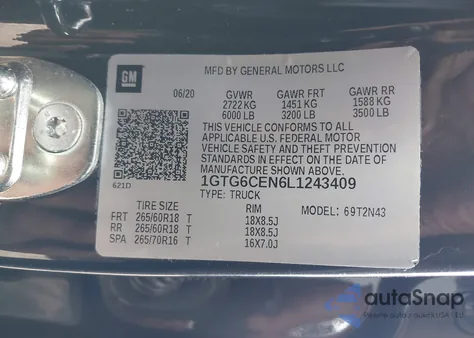 GM
MFD BY GENERAL MOTORS LLC
06/20 GVWR GAWR FRT GAWR RR
2722 KG 1451 KG 1588 KG
6000 LB 3200 LB 3500 LB
THIS VEHICLE CONFORMS TO ALL
APPLICABLE U.S. FEDERAL MOTOR
VEHICLE SAFETY AND THEFT PREVENTION
STANDARDS IN EFFECT ON THE DATE OF
MANUFACTURE SHOWN ABOVE.
621D
1GTG6CEN6L1243409
TYPE: TRUCK
TIRE SIZE RIM MODEL: 69T2N43
FRT 265/60R18 T 18X8.5J
RR 265/60R18 T 18X8.5J
SPA 265/70R16 T 16X7.0J
autoSnap